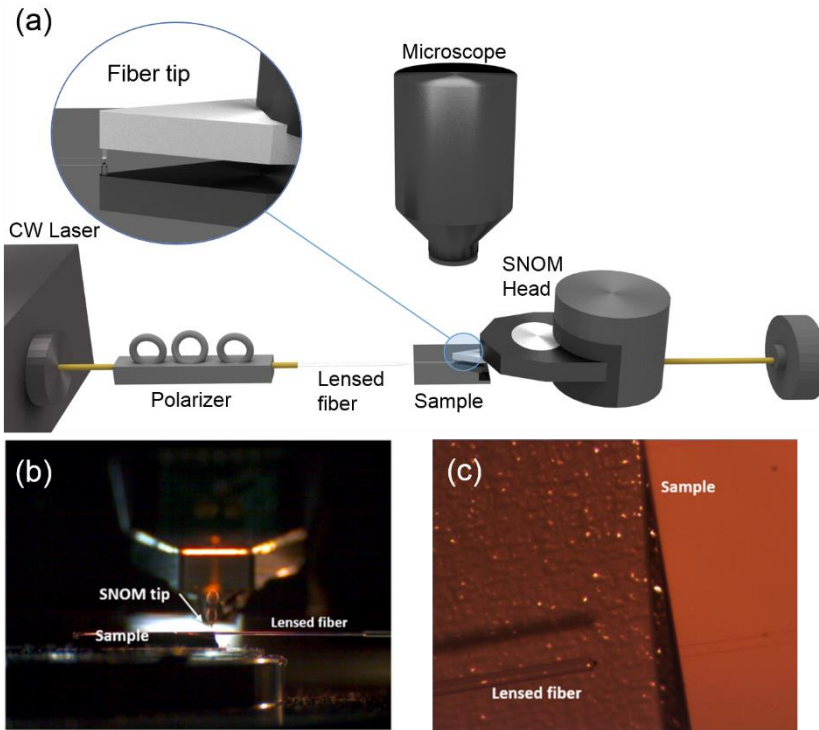 (a)
Microscope
Fiber tip
CW Laser
SNOM
Head
Polarizer
Lensed
fiber
Sample
(b)
SNOM tip
Sample
Lensed fiber
(c)
Sample
Lensed fiber